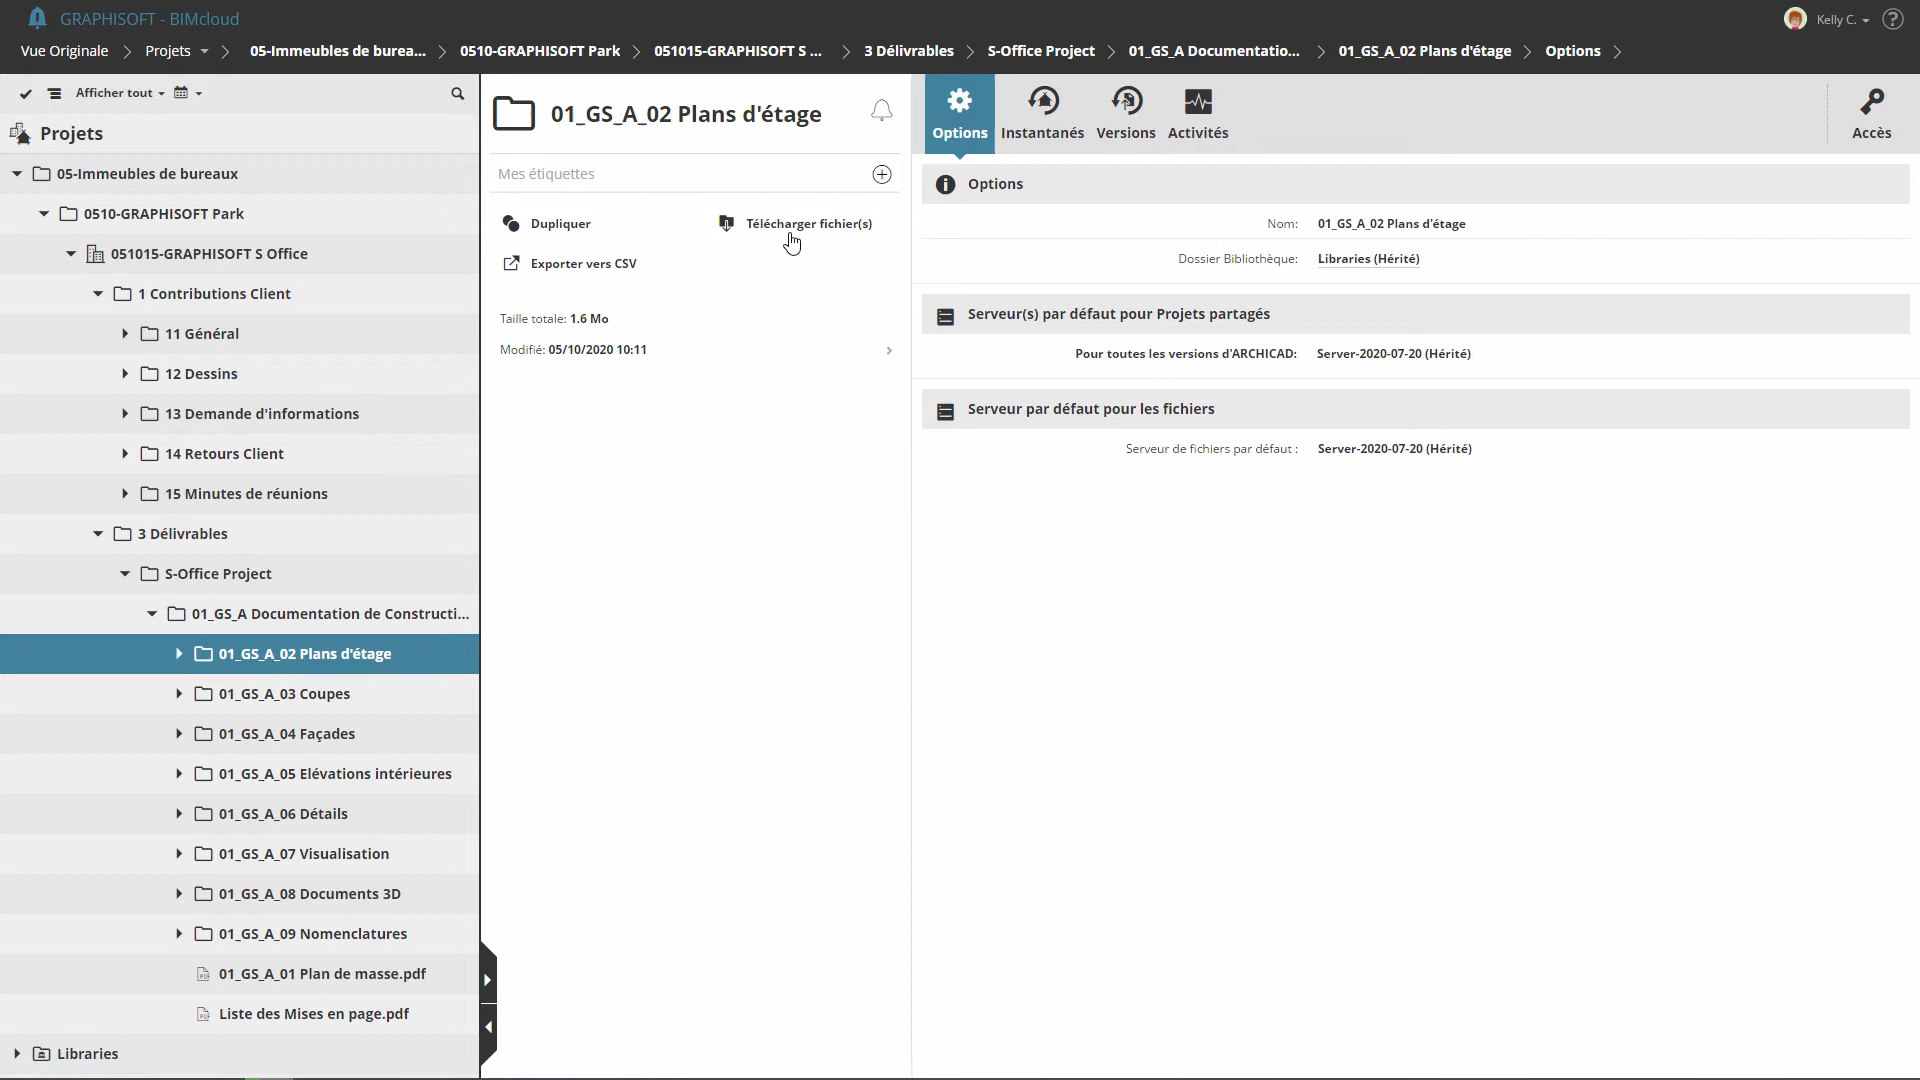 GRAPHISOFT - BIMcloud
Kelly C.
Vue Originale
Projets
05-Immeubles de burea...
0510-GRAPHISOFT Park
051015-GRAPHISOFT S ...
3 Délivrables
S-Office Project
01_GS_A Documentatio...
01_GS_A_02 Plans d'étage
Options
Afficher tout
Projets
05-Immeubles de bureaux
0510-GRAPHISOFT Park
051015-GRAPHISOFT S Office
1 Contributions Client
11 Général
12 Dessins
13 Demande d'informations
14 Retours Client
15 Minutes de réunions
3 Délivrables
S-Office Project
01_GS_A Documentation de Constructi...
01_GS_A_02 Plans d'étage
01_GS_A_03 Coupes
01_GS_A_04 Façades
01_GS_A_05 Elévations intérieures
01_GS_A_06 Détails
01_GS_A_07 Visualisation
01_GS_A_08 Documents 3D
01_GS_A_09 Nomenclatures
01_GS_A_01 Plan de masse.pdf
Liste des Mises en page.pdf
Libraries
01_GS_A_02 Plans d'étage
Mes étiquettes
Dupliquer
Télécharger fichier(s)
Exporter vers CSV
Taille totale: 1.6 Mo
Modifié: 05/10/2020 10:11
Options
Instantanés
Versions
Activités
Accès
Options
Nom: 01_GS_A_02 Plans d'étage
Dossier Bibliothèque: Libraries (Hérité)
Serveur(s) par défaut pour Projets partagés
Pour toutes les versions d'ARCHICAD: Server-2020-07-20 (Hérité)
Serveur par défaut pour les fichiers
Serveur de fichiers par défaut : Server-2020-07-20 (Hérité)